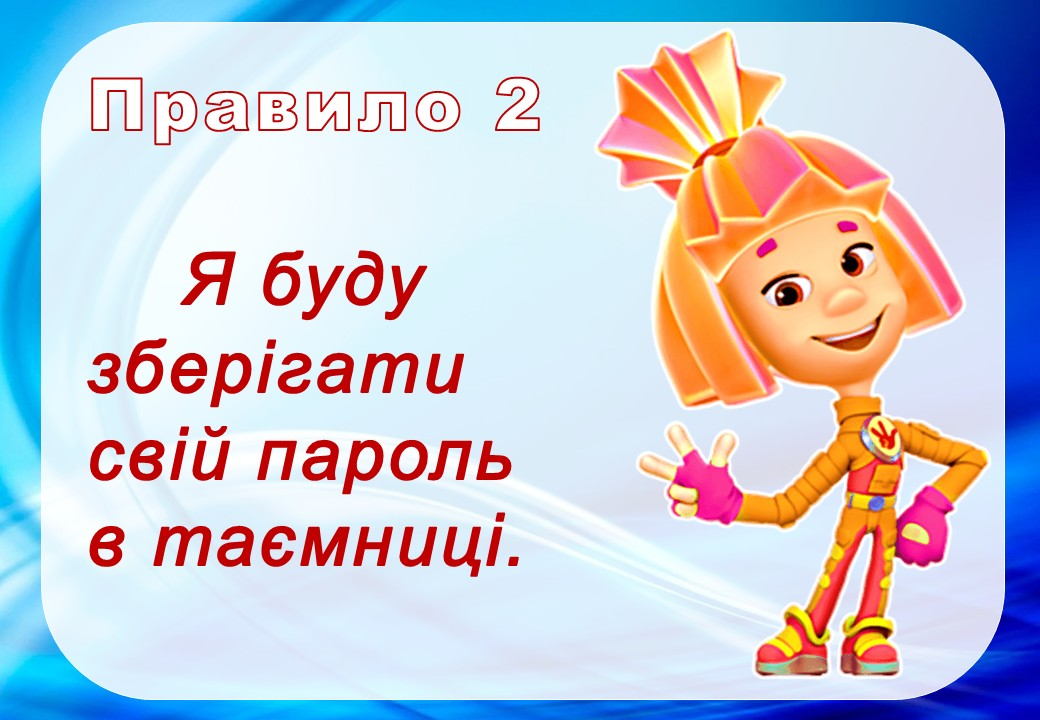 Правило 2
Я буду
зберігати
свій пароль
в таємниці.